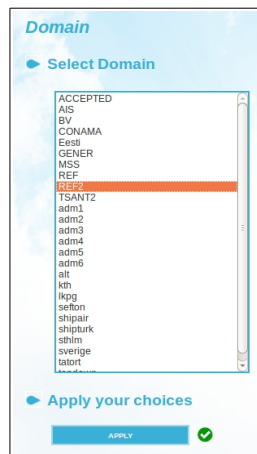 Domain
Select Domain
ACCEPTED
AIS
BV
CONAMA
Eesti
GENER
MSS
REF
REF2
TSANT2
adm1
adm2
adm3
adm4
adm5
adm6
alt
kth
lkpg
sefton
shipair
shipturk
sthlm
sverige
tatort
Apply your choices
APPLY